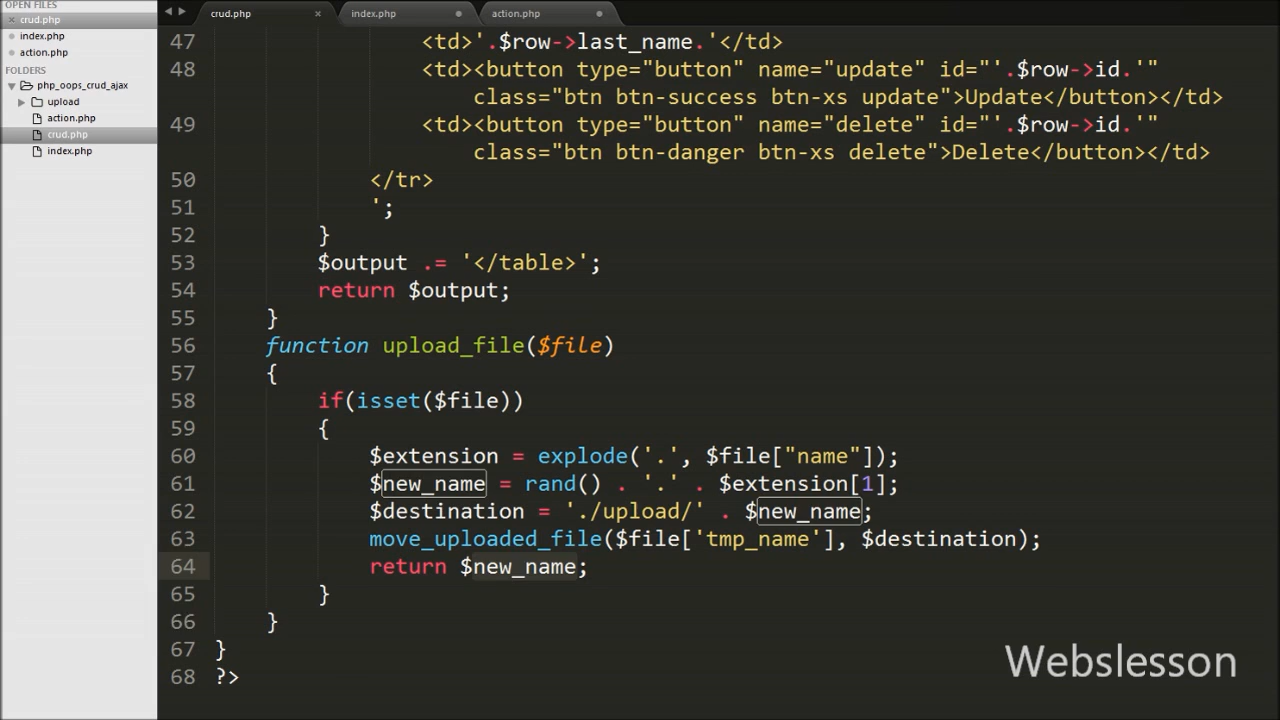 OPEN FILES
crud.php
index.php
action.php
FOLDERS
php_oops_crud_ajax
upload
action.php
crud.php
index.php
crud.php
index.php
action.php
47 <td>'.$row->last_name.'</td>
48 <td><button type="button" name="update" id="'.$row->id.'"
class="btn btn-success btn-xs update">Update</button></td>
49 <td><button type="button" name="delete" id="'.$row->id.'"
class="btn btn-danger btn-xs delete">Delete</button></td>
50 </tr>
51 ';
52 }
53 $output .= '</table>';
54 return $output;
55 }
56 function upload_file($file)
57 {
58 if(isset($file))
59 {
60 $extension = explode('.', $file["name"]);
61 $new_name = rand() . '.' . $extension[1];
62 $destination = './upload/' . $new_name;
63 move_uploaded_file($file['tmp_name'], $destination);
64 return $new_name;
65 }
66 }
67 }
68 ?>
Webslesson